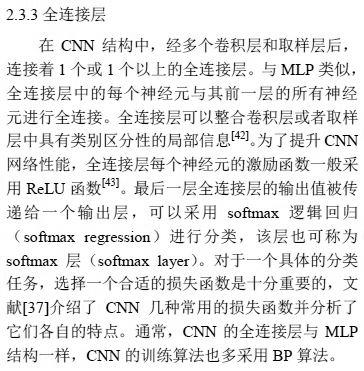 2.3.3 全连接层
在 CNN 结构中，经多个卷积层和取样层后，
连接着 1 个或 1 个以上的全连接层。与 MLP 类似，
全连接层中的每个神经元与其前一层的所有神经
元进行全连接。全连接层可以整合卷积层或者取样
层中具有类别区分性的局部信息[42]。为了提升 CNN
网络性能，全连接层每个神经元的激励函数一般采
用 ReLU 函数[43]。最后一层全连接层的输出值被传
递给一个输出层，可以采用 softmax 逻辑回归
（softmax regression）进行分类，该层也可称为
softmax 层（softmax layer）。对于一个具体的分类
任务，选择一个合适的损失函数是十分重要的，文
献[37]介绍了 CNN 几种常用的损失函数并分析了
它们各自的特点。通常，CNN 的全连接层与 MLP
结构一样，CNN 的训练算法也多采用 BP 算法。